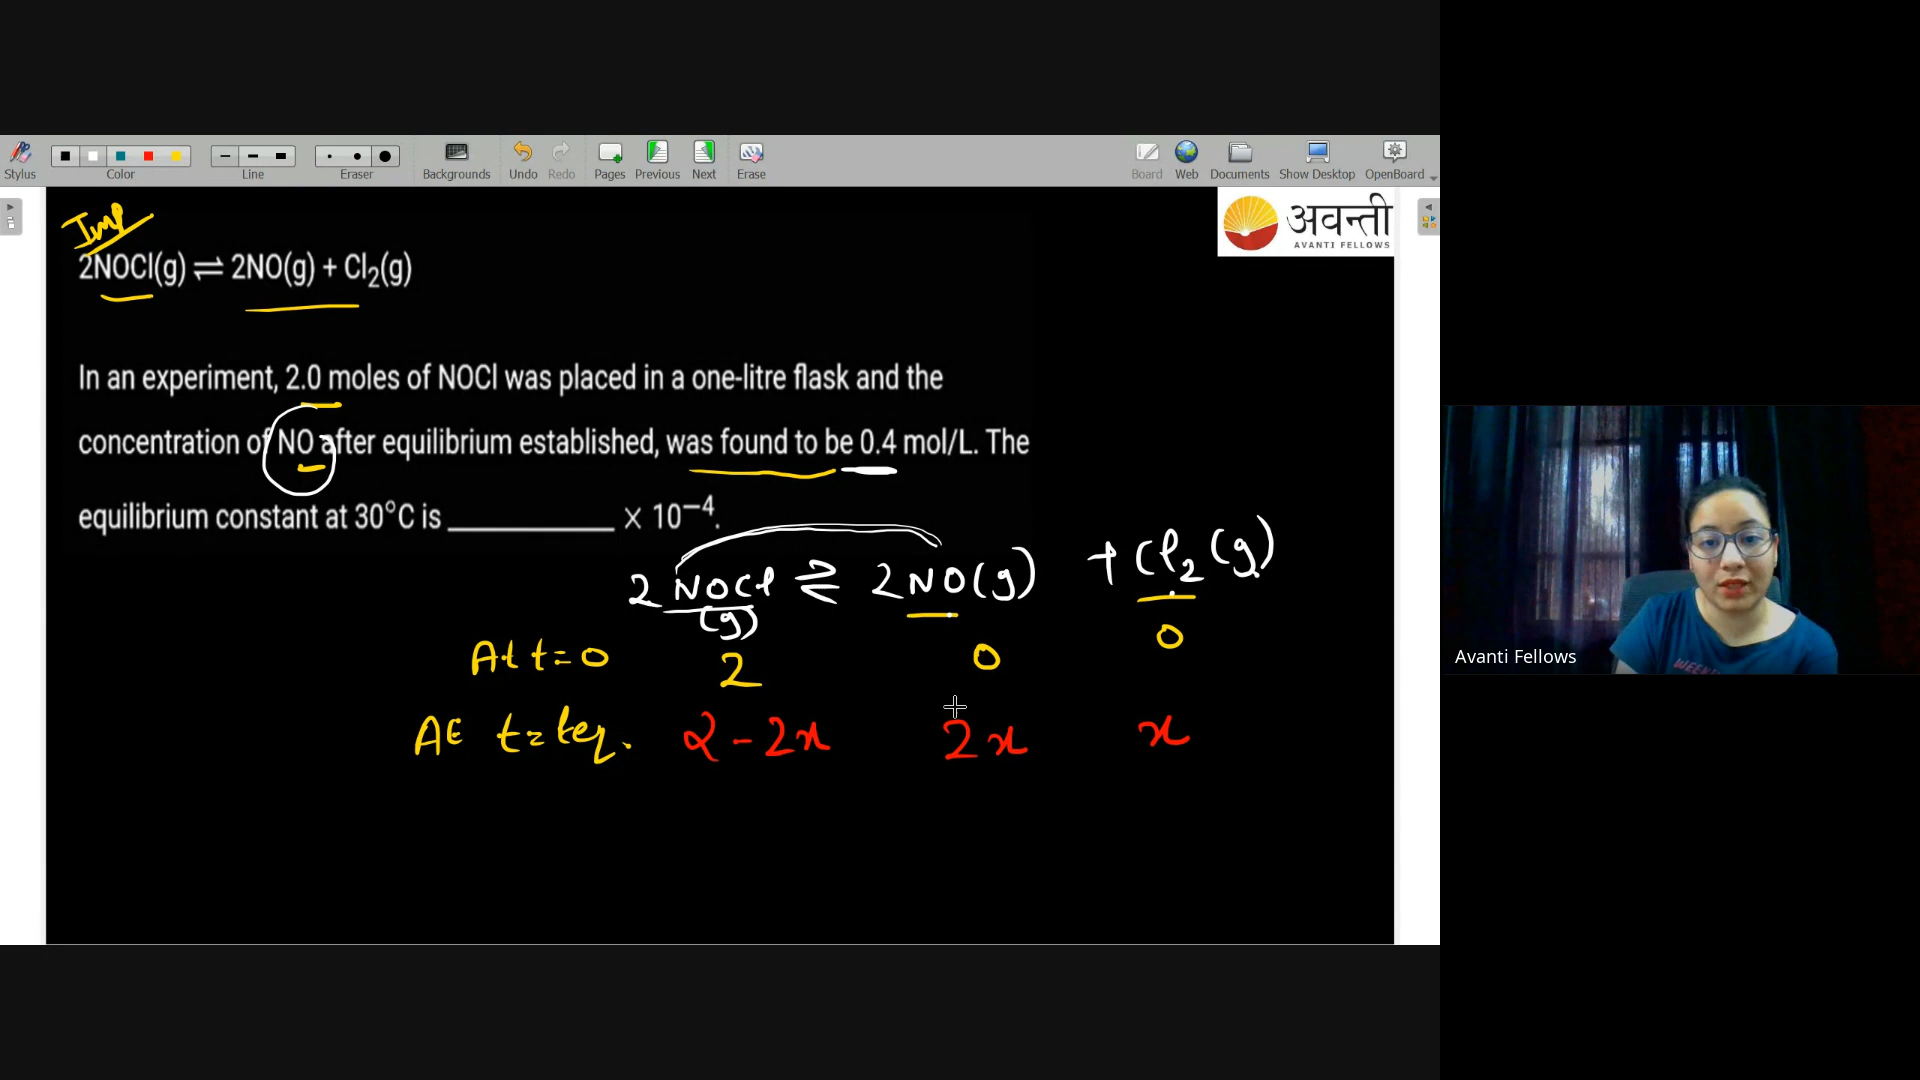 Stylus
Color
Line
Eraser
Backgrounds
Undo
Redo
Pages
Previous
Next
Erase
Board
Web
Documents
Show Desktop
OpenBoard
अवन्ती
AVANTI FELLOWS
Imp
2NOCl(g) ⇌ 2NO(g) + Cl₂(g)
In an experiment, 2.0 moles of NOCl was placed in a one-litre flask and the
concentration of NO after equilibrium established, was found to be 0.4 mol/L. The
equilibrium constant at 30°C is ____________ × 10⁻⁴.
2 NOCl (g) ⇌ 2NO(g) + Cl₂(g)
At t=0 2 0 0
At t=teq. 2-2x 2x x
Avanti Fellows